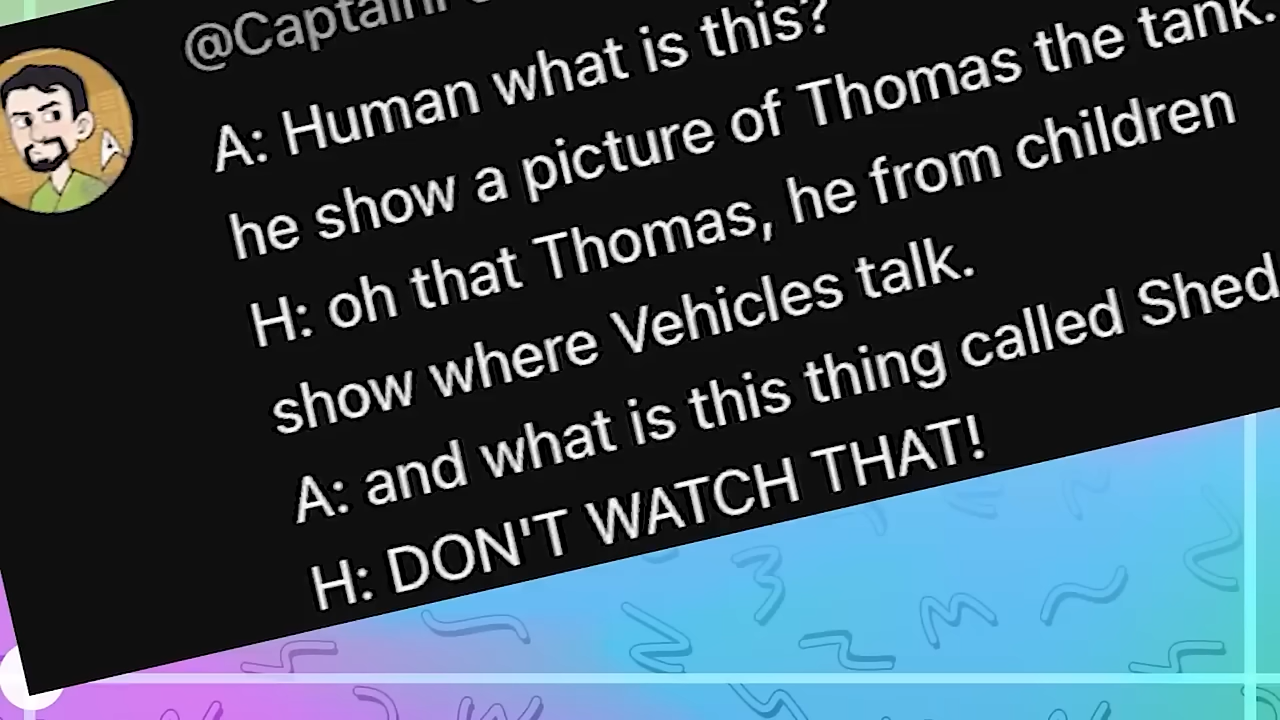 A: Human what is this?
he show a picture of Thomas the tank.
H: oh that Thomas, he from children
show where Vehicles talk.
A: and what is this thing called Shed
H: DON'T WATCH THAT!